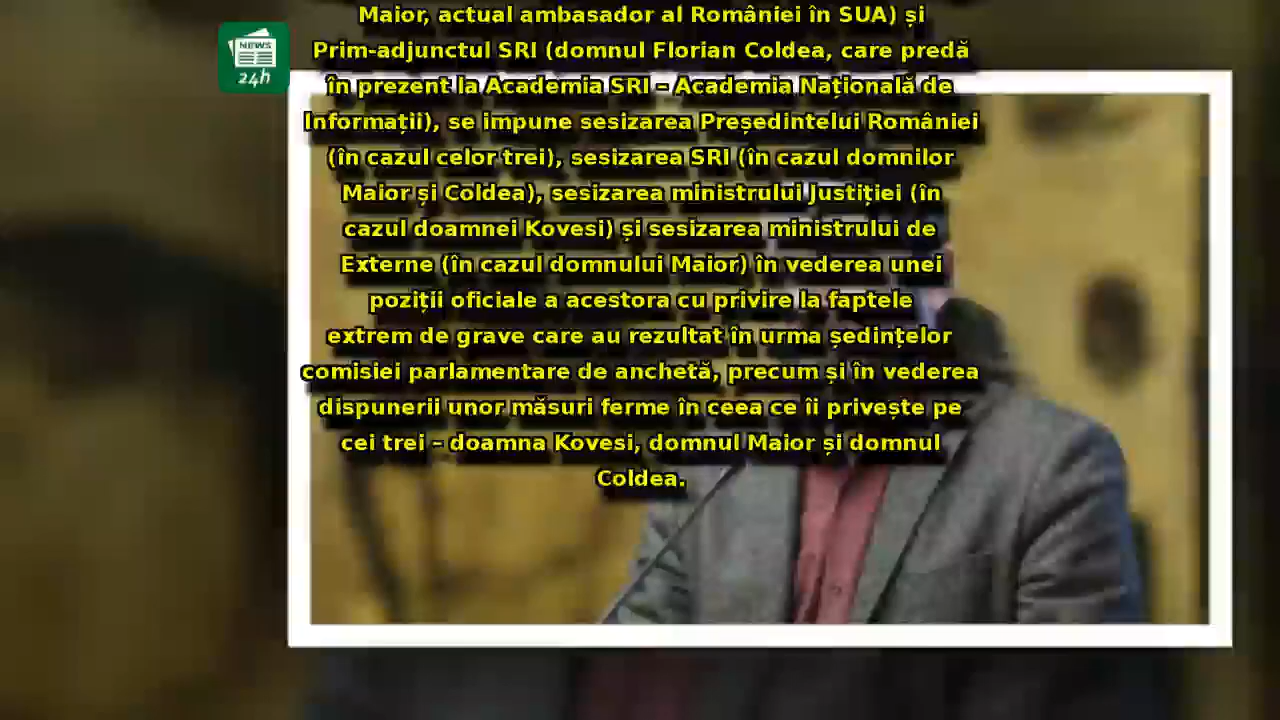 Maior, actual ambasador al României în SUA) și
NEWS
24h
Prim-adjunctul SRI (domnul Florian Coldea, care predă
în prezent la Academia SRI – Academia Națională de
Informații), se impune sesizarea Președintelui României
(în cazul celor trei), sesizarea SRI (în cazul domnilor
Maior și Coldea), sesizarea ministrului Justiției (în
cazul doamnei Kovesi) și sesizarea ministrului de
Externe (în cazul domnului Maior) în vederea unei
poziții oficiale a acestora cu privire la faptele
extrem de grave care au rezultat în urma ședințelor
comisiei parlamentare de anchetă, precum și în vederea
dispunerii unor măsuri ferme în ceea ce îi privește pe
cei trei – doamna Kovesi, domnul Maior și domnul
Coldea.